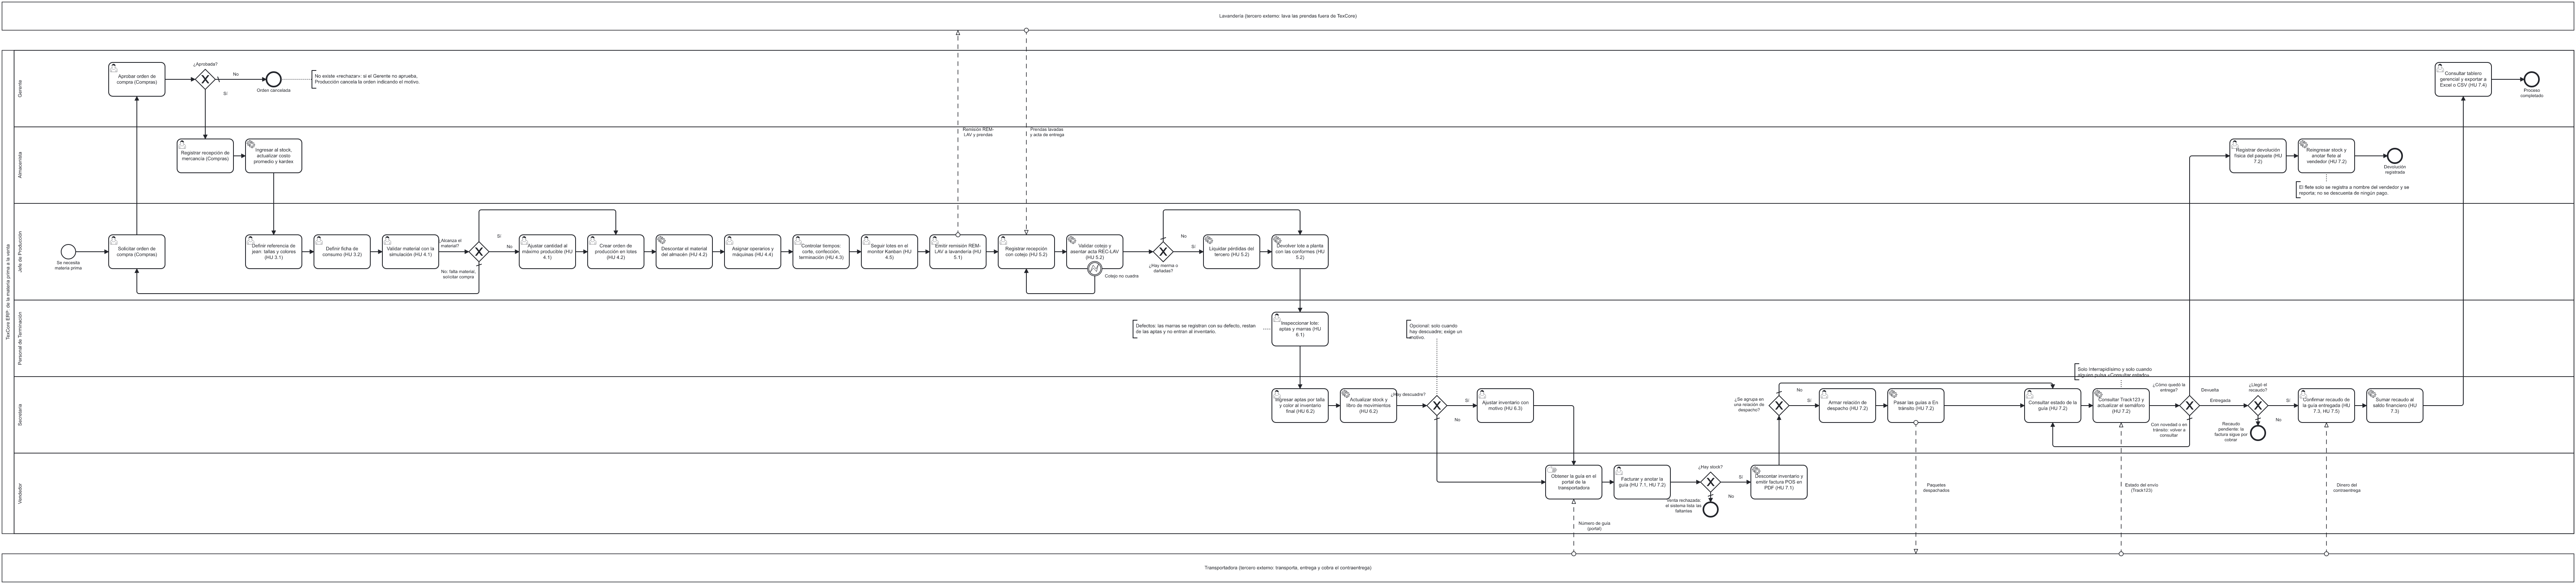 Lavandería (tercero externo: lava las prendas fuera de TexCore)
TexCore ERP: de la materia prima a la venta
Gerente
Aprobar orden de
compra (Compras)
¿Aprobada?
No
Sí
Orden cancelada
No existe «rechazar»: si el Gerente no aprueba,
Producción cancela la orden indicando el motivo.
Consultar tablero
gerencial y exportar a
Excel o CSV (HU 7.4)
Proceso
completado
Almacenista
Registrar recepción de
mercancía (Compras)
Ingresar al stock,
actualizar costo
promedio y kardex
Remisión REM-
LAV y prendas
Prendas lavadas
y acta de entrega
Registrar devolución
física del paquete (HU
7.2)
Reingresar stock y
anotar flete al
vendedor (HU 7.2)
Devolución
registrada
El flete solo se registra a nombre del vendedor y se
reporta; no se descuenta de ningún pago.
Jefe de Producción
Se necesita
materia prima
Solicitar orden de
compra (Compras)
Definir referencia de
jean: tallas y colores
(HU 3.1)
Definir ficha de
consumo (HU 3.2)
Validar material con la
simulación (HU 4.1)
¿Alcanza el
material?
Sí
No
No: falta material,
solicitar compra
Ajustar cantidad al
máximo producible (HU
4.1)
Crear orden de
producción en lotes
(HU 4.2)
Descontar el material
del almacén (HU 4.2)
Asignar operarios y
máquinas (HU 4.4)
Controlar tiempos:
corte, confección,
terminación (HU 4.3)
Seguir lotes en el
monitor Kanban (HU
4.5)
Emitir remisión REM-
LAV a lavandería (HU
5.1)
Registrar recepción
con cotejo (HU 5.2)
Validar cotejo y
asentar acta REC-LAV
(HU 5.2)
Cotejo no cuadra
¿Hay merma o
dañadas?
No
Sí
Liquidar pérdidas del
tercero (HU 5.2)
Devolver lote a planta
con las conformes (HU
5.2)
Personal de Terminación
Defectos: las marras se registran con su defecto, restan
de las aptas y no entran al inventario.
Inspeccionar lote:
aptas y marras (HU
6.1)
Opcional: solo cuando
hay descuadre; exige un
motivo.
Solo Interrapidísimo y solo cuando
alguien pulsa «Consultar estado».
Secretaria
Ingresar aptas por talla
y color al inventario
final (HU 6.2)
Actualizar stock y
libro de movimientos
(HU 6.2)
¿Hay descuadre?
Sí
No
Ajustar inventario con
motivo (HU 6.3)
¿Se agrupa en
una relación de
despacho?
No
Sí
Armar relación de
despacho (HU 7.2)
Pasar las guías a En
tránsito (HU 7.2)
Consultar estado de la
guía (HU 7.2)
Consultar Track123 y
actualizar el semáforo
(HU 7.2)
¿Cómo quedó la
entrega?
Devuelta
Entregada
Con novedad o en
tránsito: volver a
consultar
¿Llegó el
recaudo?
Sí
No
Recaudo
pendiente: la
factura sigue por
cobrar
Confirmar recaudo de
la guía entregada (HU
7.3, HU 7.5)
Sumar recaudo al
saldo financiero (HU
7.3)
Vendedor
Obtener la guía en el
portal de la
transportadora
Facturar y anotar la
guía (HU 7.1, HU 7.2)
¿Hay stock?
Sí
No
Venta rechazada:
el sistema lista las
faltantes
Descontar inventario y
emitir factura POS en
PDF (HU 7.1)
Número de guía
(portal)
Paquetes
despachados
Estado del envío
(Track123)
Dinero del
contraentrega
Transportadora (tercero externo: transporta, entrega y cobra el contraentrega)